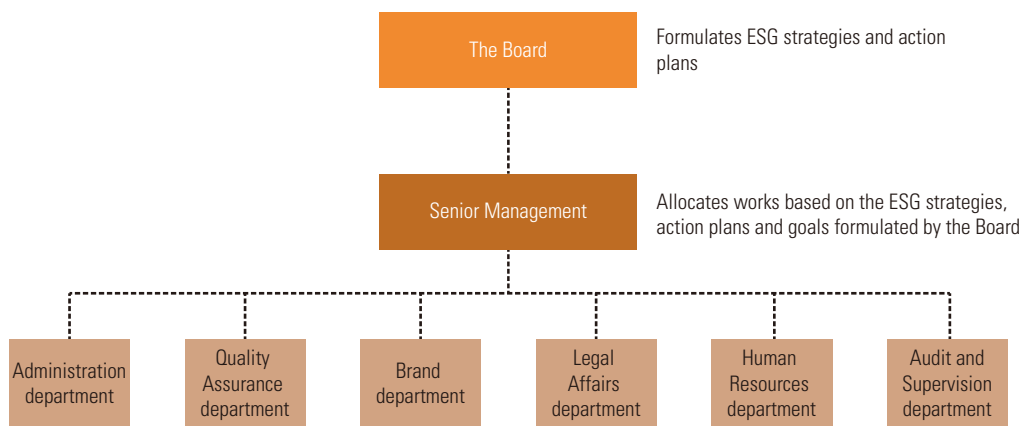 The Board
Formulates ESG strategies and action
plans
Senior Management
Allocates works based on the ESG strategies,
action plans and goals formulated by the Board
Administration
department
Quality
Assurance
department
Brand
department
Legal
Affairs
department
Human
Resources
department
Audit and
Supervision
department